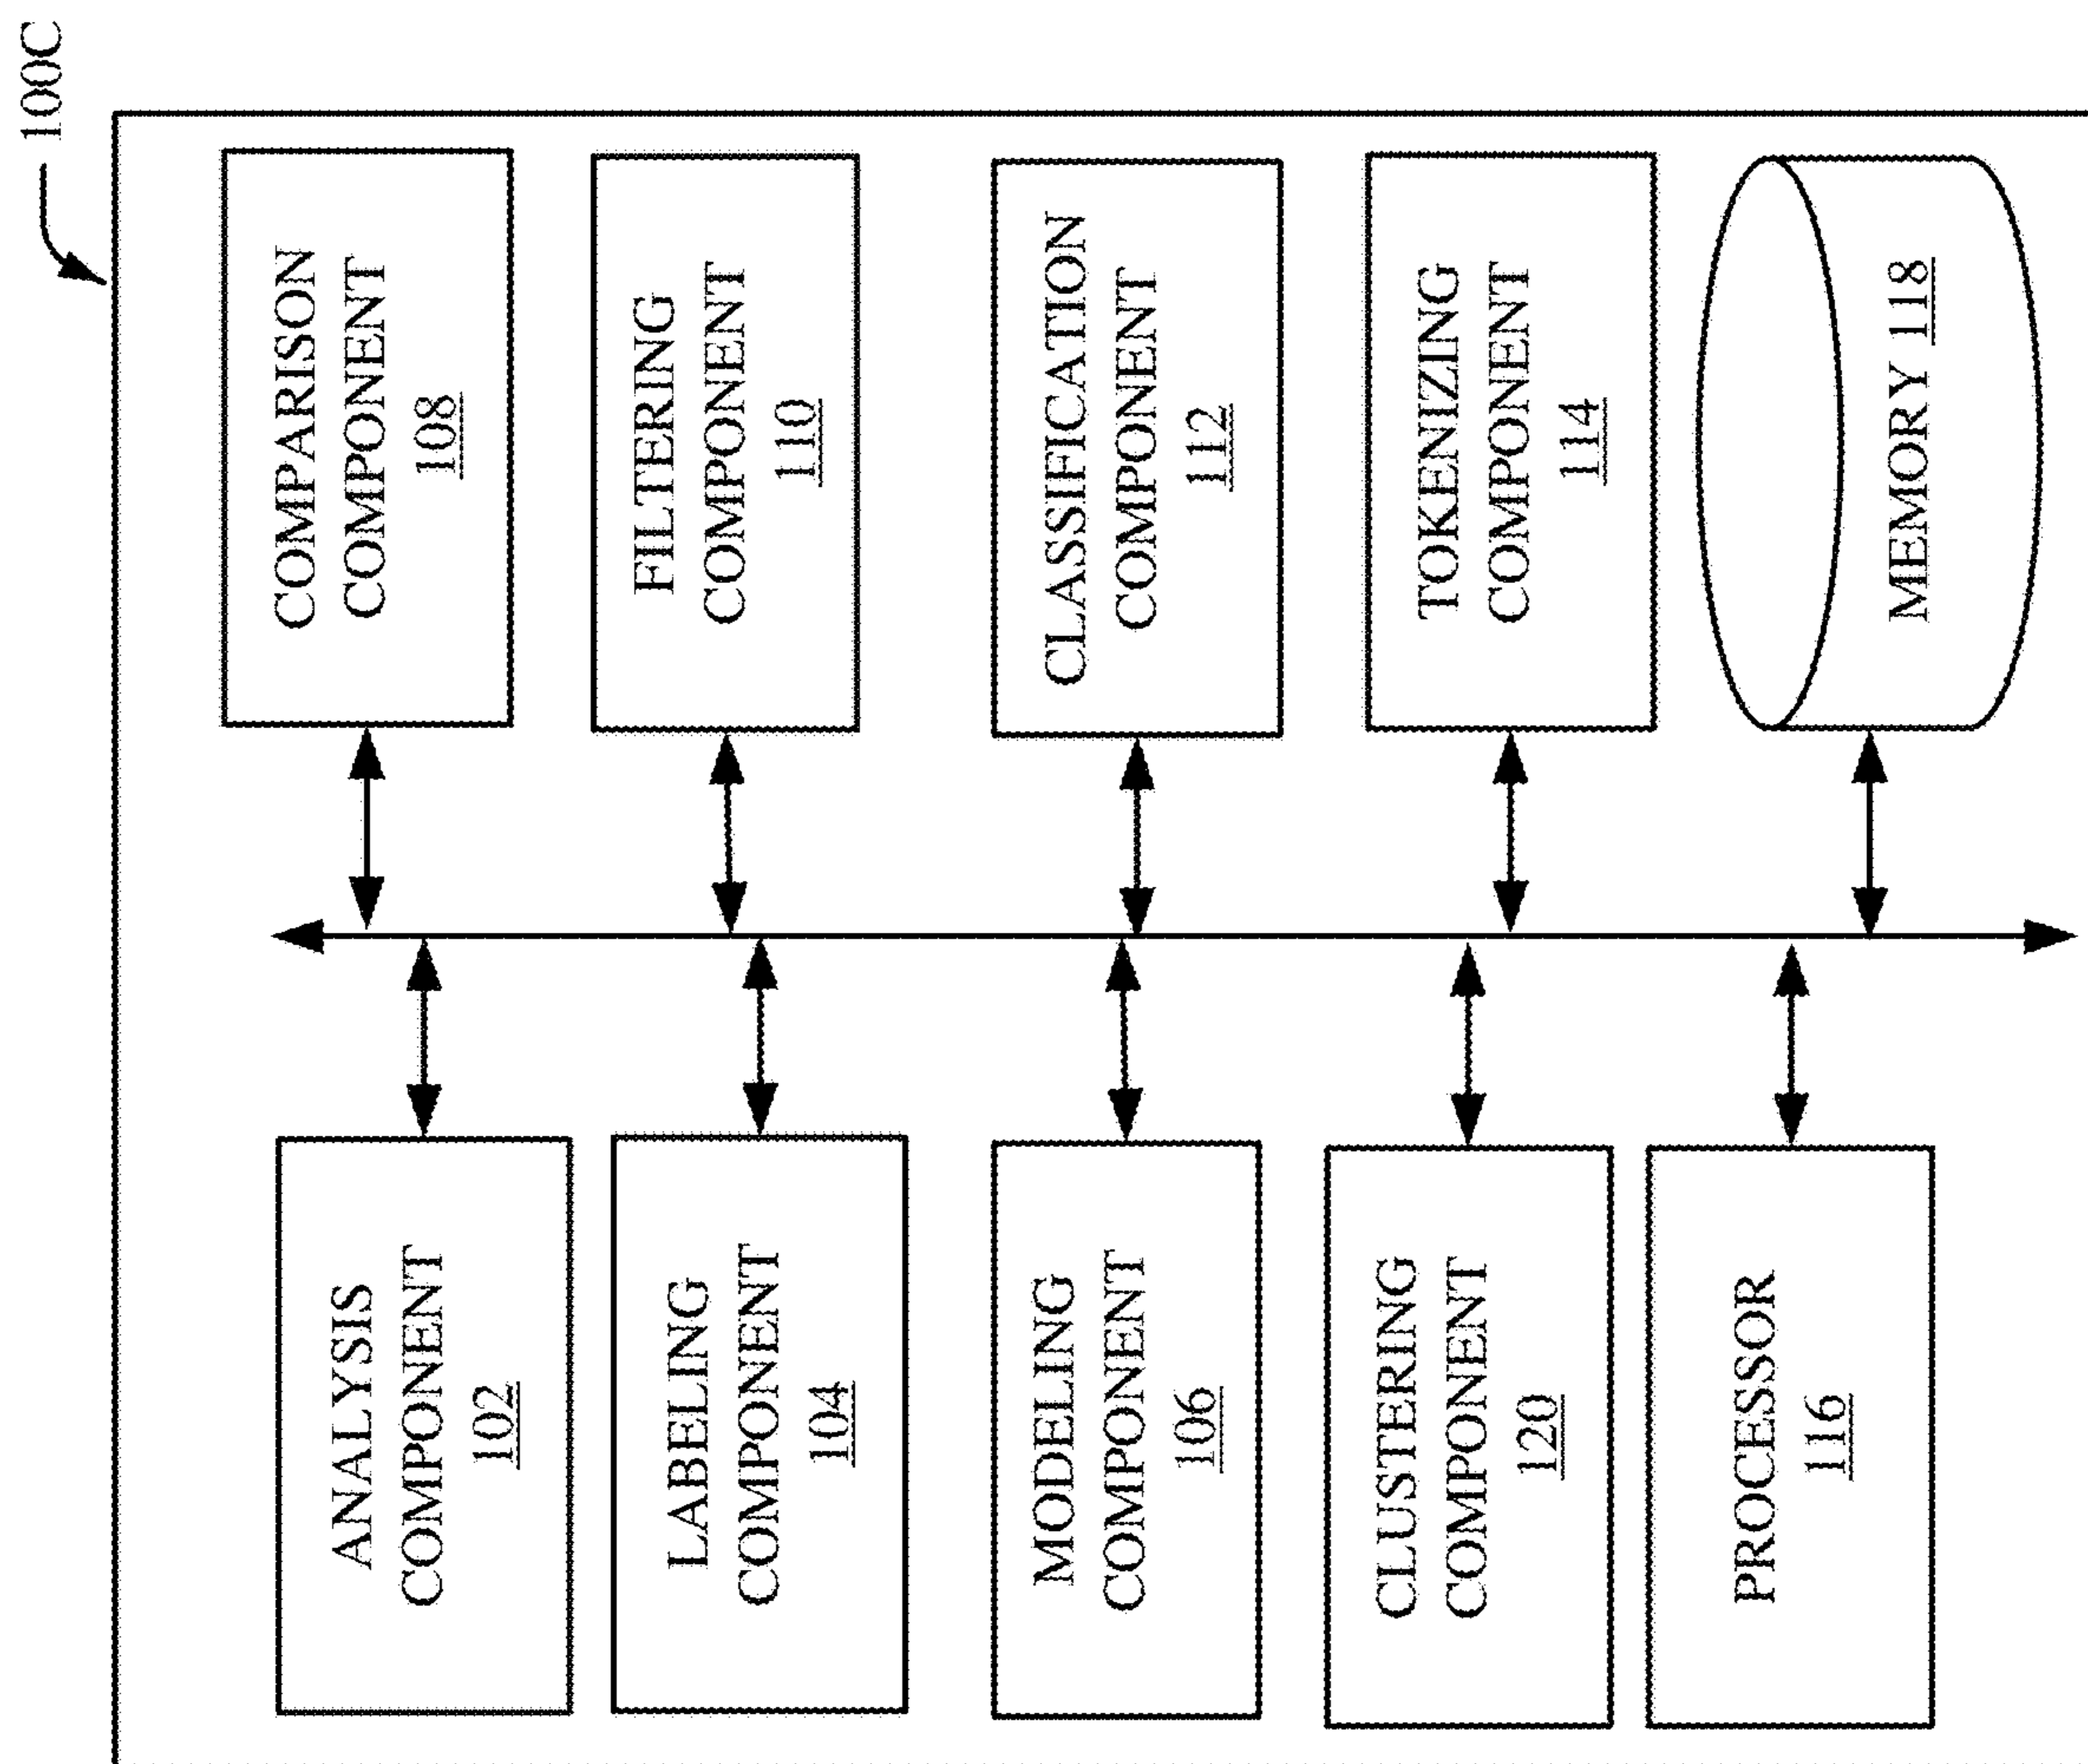 100C
ANALYSIS
COMPONENT
102
LABELING
COMPONENT
104
MODELING
COMPONENT
106
CLUSTERING
COMPONENT
120
PROCESSOR
116
COMPARISON
COMPONENT
108
FILTERING
COMPONENT
110
CLASSIFICATION
COMPONENT
112
TOKENIZING
COMPONENT
114
MEMORY 118